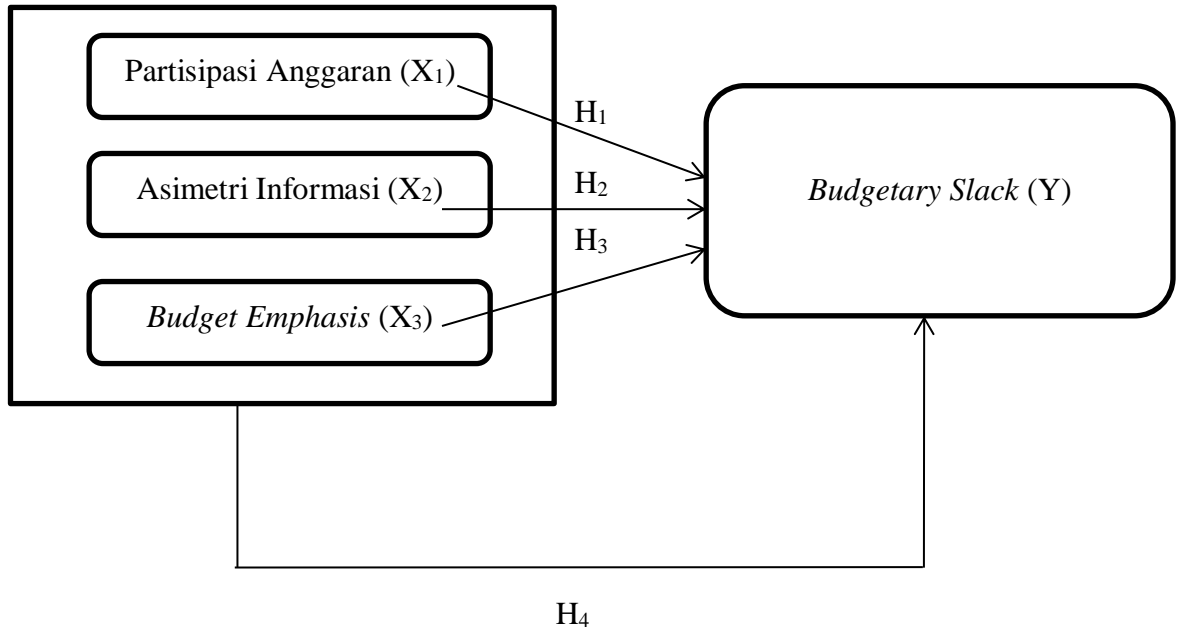 Partisipasi Anggaran (X₁)
H₁
Asimetri Informasi (X₂)
H₂
Budgetary Slack (Y)
H₃
Budget Emphasis (X₃)
H₄